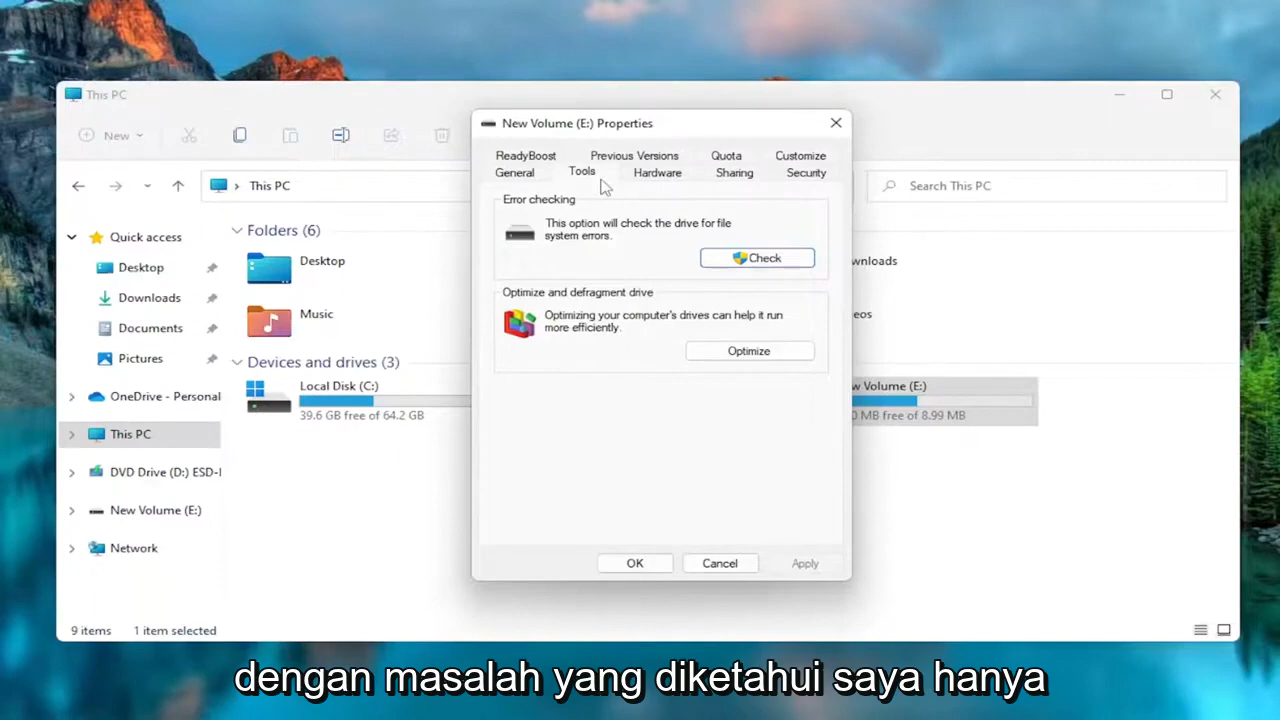 This PC
New
This PC
Search This PC
Quick access
Desktop
Downloads
Documents
Pictures
OneDrive - Personal
This PC
DVD Drive (D:) ESD-I
New Volume (E:)
Network
Folders (6)
Desktop
Music
Devices and drives (3)
Local Disk (C:)
39.6 GB free of 64.2 GB
wnloads
eos
w Volume (E:)
0 MB free of 8.99 MB
New Volume (E:) Properties
ReadyBoost Previous Versions Quota Customize
General Tools Hardware Sharing Security
Error checking
This option will check the drive for file
system errors.
Check
Optimize and defragment drive
Optimizing your computer's drives can help it run
more efficiently.
Optimize
OK Cancel Apply
9 items 1 item selected
dengan masalah yang diketahui saya hanya